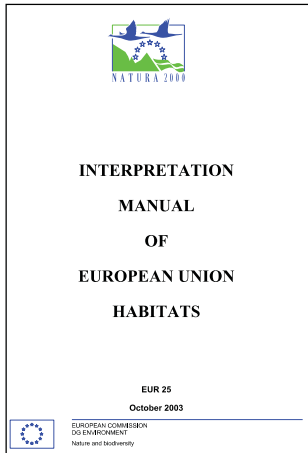 NATURA 2000
INTERPRETATION
MANUAL
OF
EUROPEAN UNION
HABITATS
EUR 25
October 2003
EUROPEAN COMMISSION
DG ENVIRONMENT
Nature and biodiversity